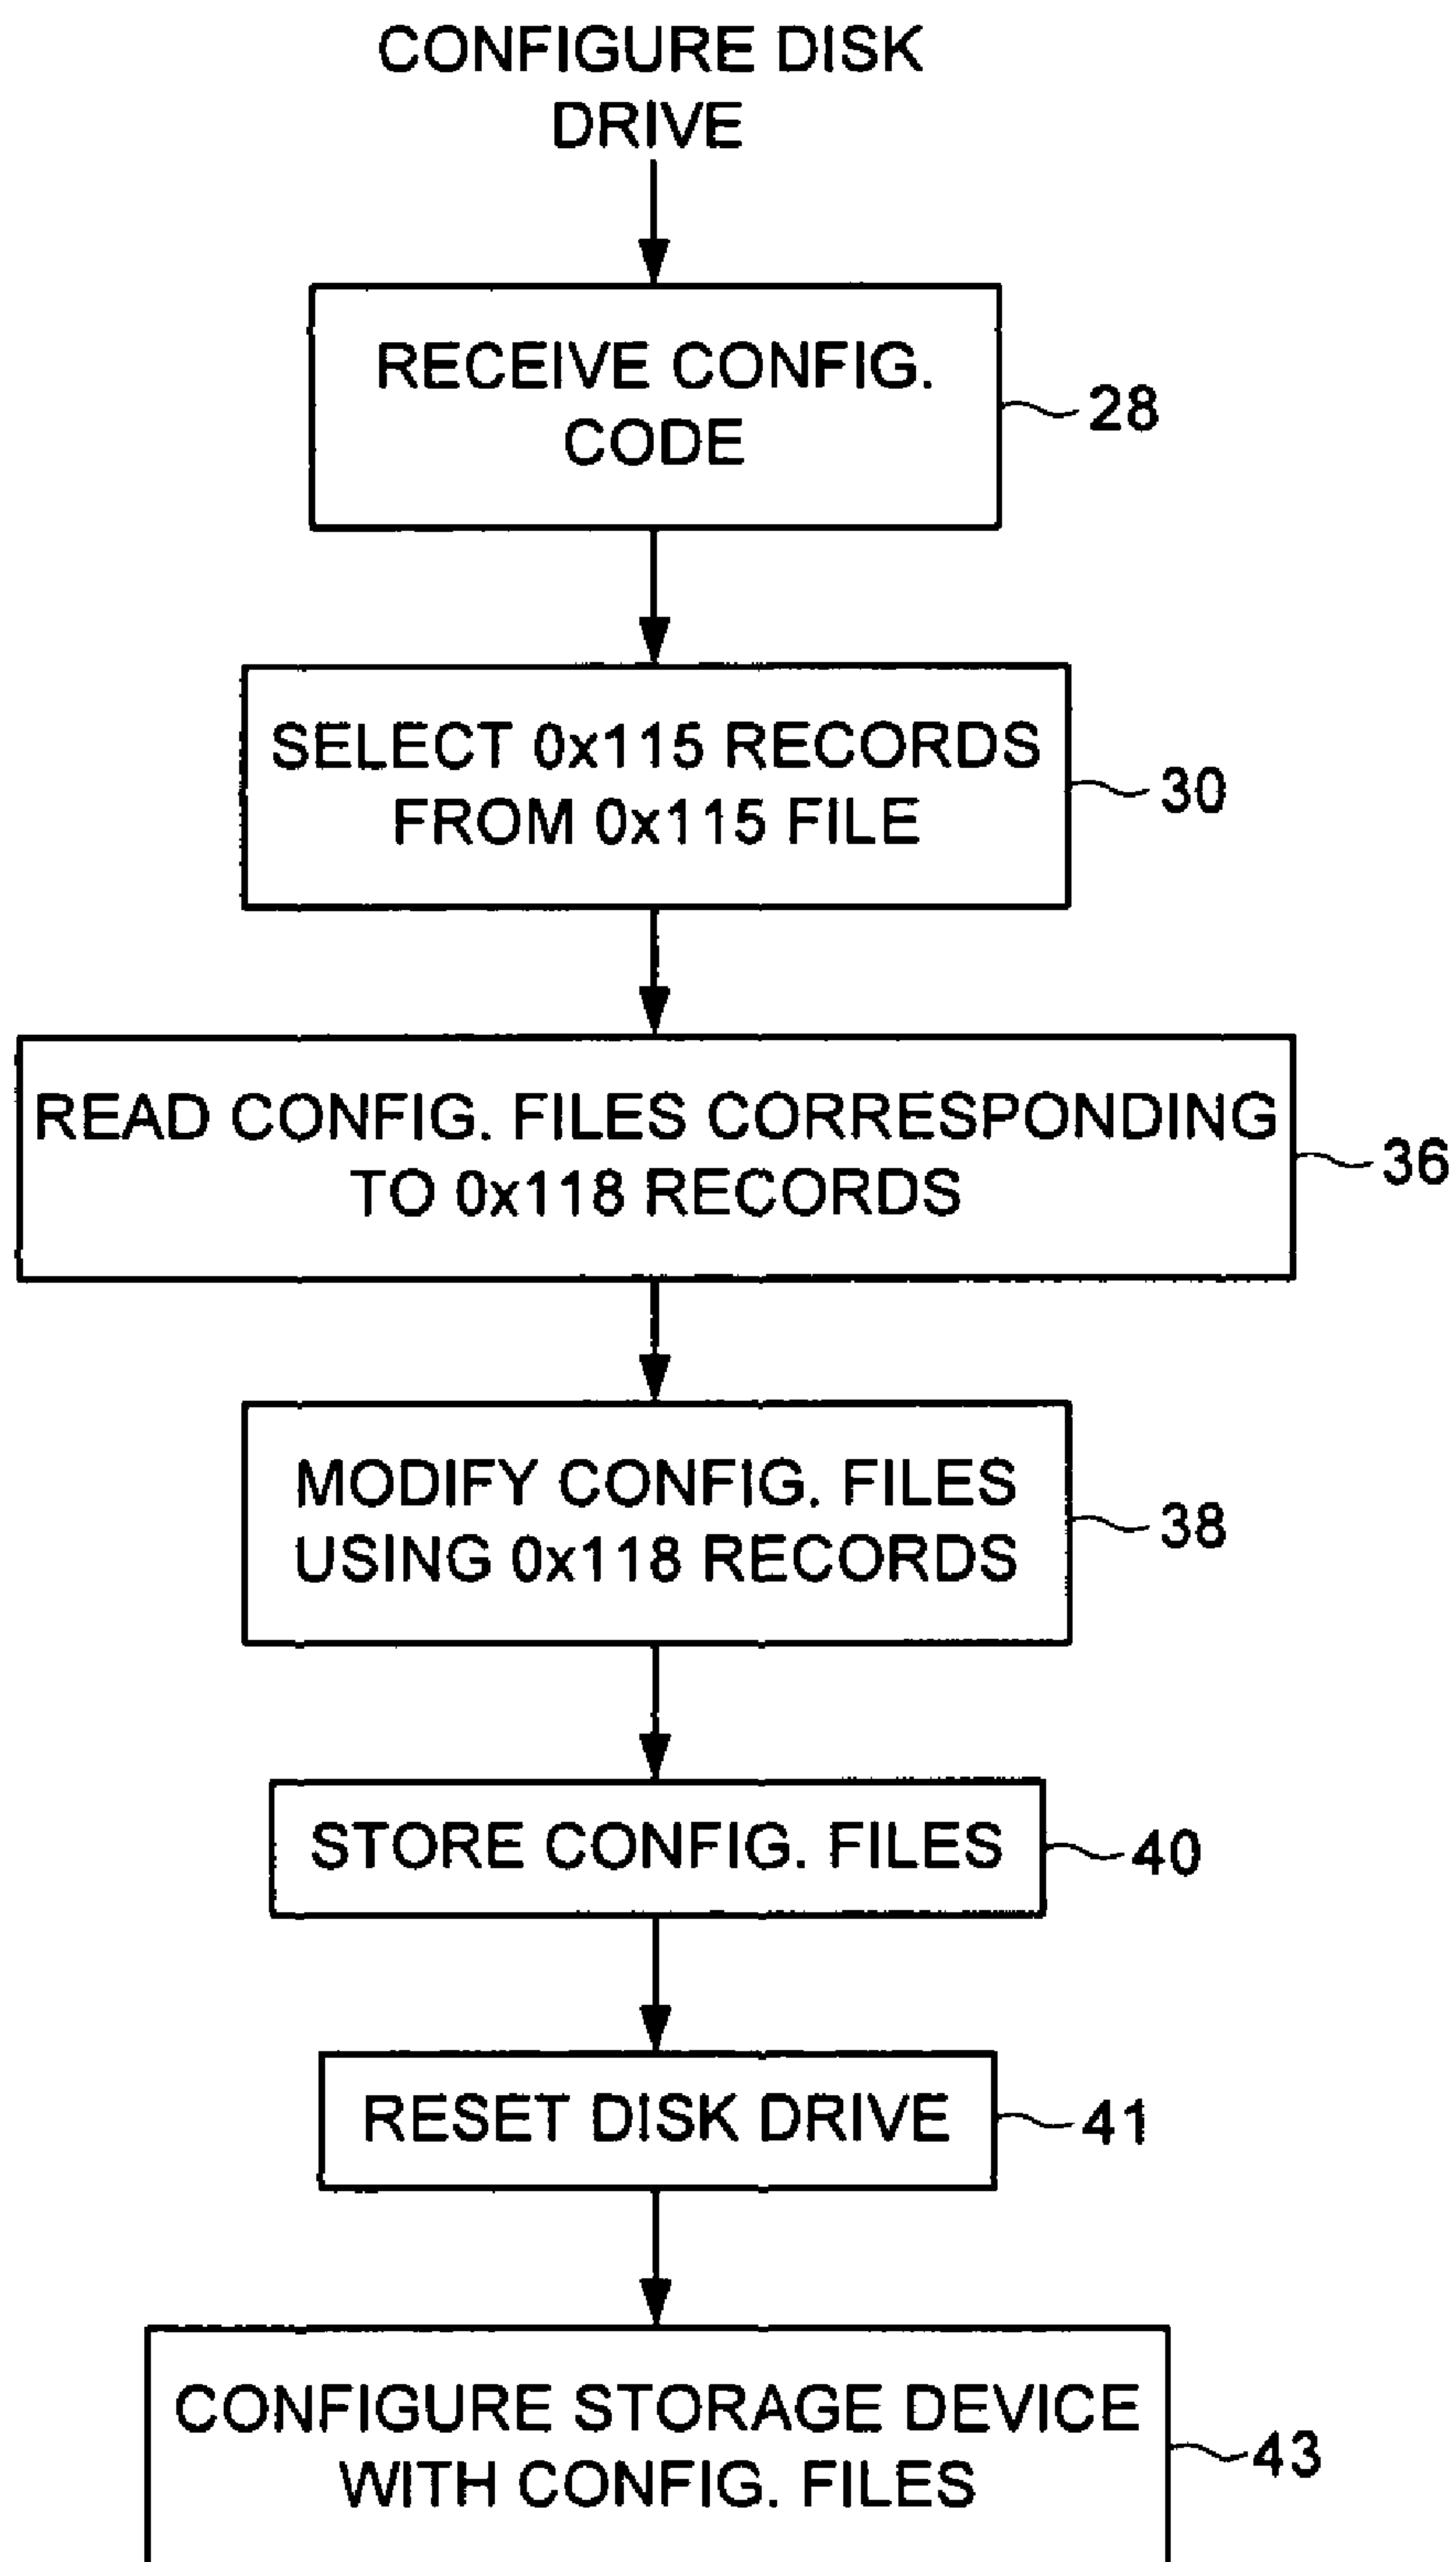 CONFIGURE DISK
DRIVE
RECEIVE CONFIG.
CODE
28
SELECT 0x115 RECORDS
FROM 0x115 FILE
30
READ CONFIG. FILES CORRESPONDING
TO 0x118 RECORDS
36
MODIFY CONFIG. FILES
USING 0x118 RECORDS
38
STORE CONFIG. FILES
40
RESET DISK DRIVE
41
CONFIGURE STORAGE DEVICE
WITH CONFIG. FILES
43